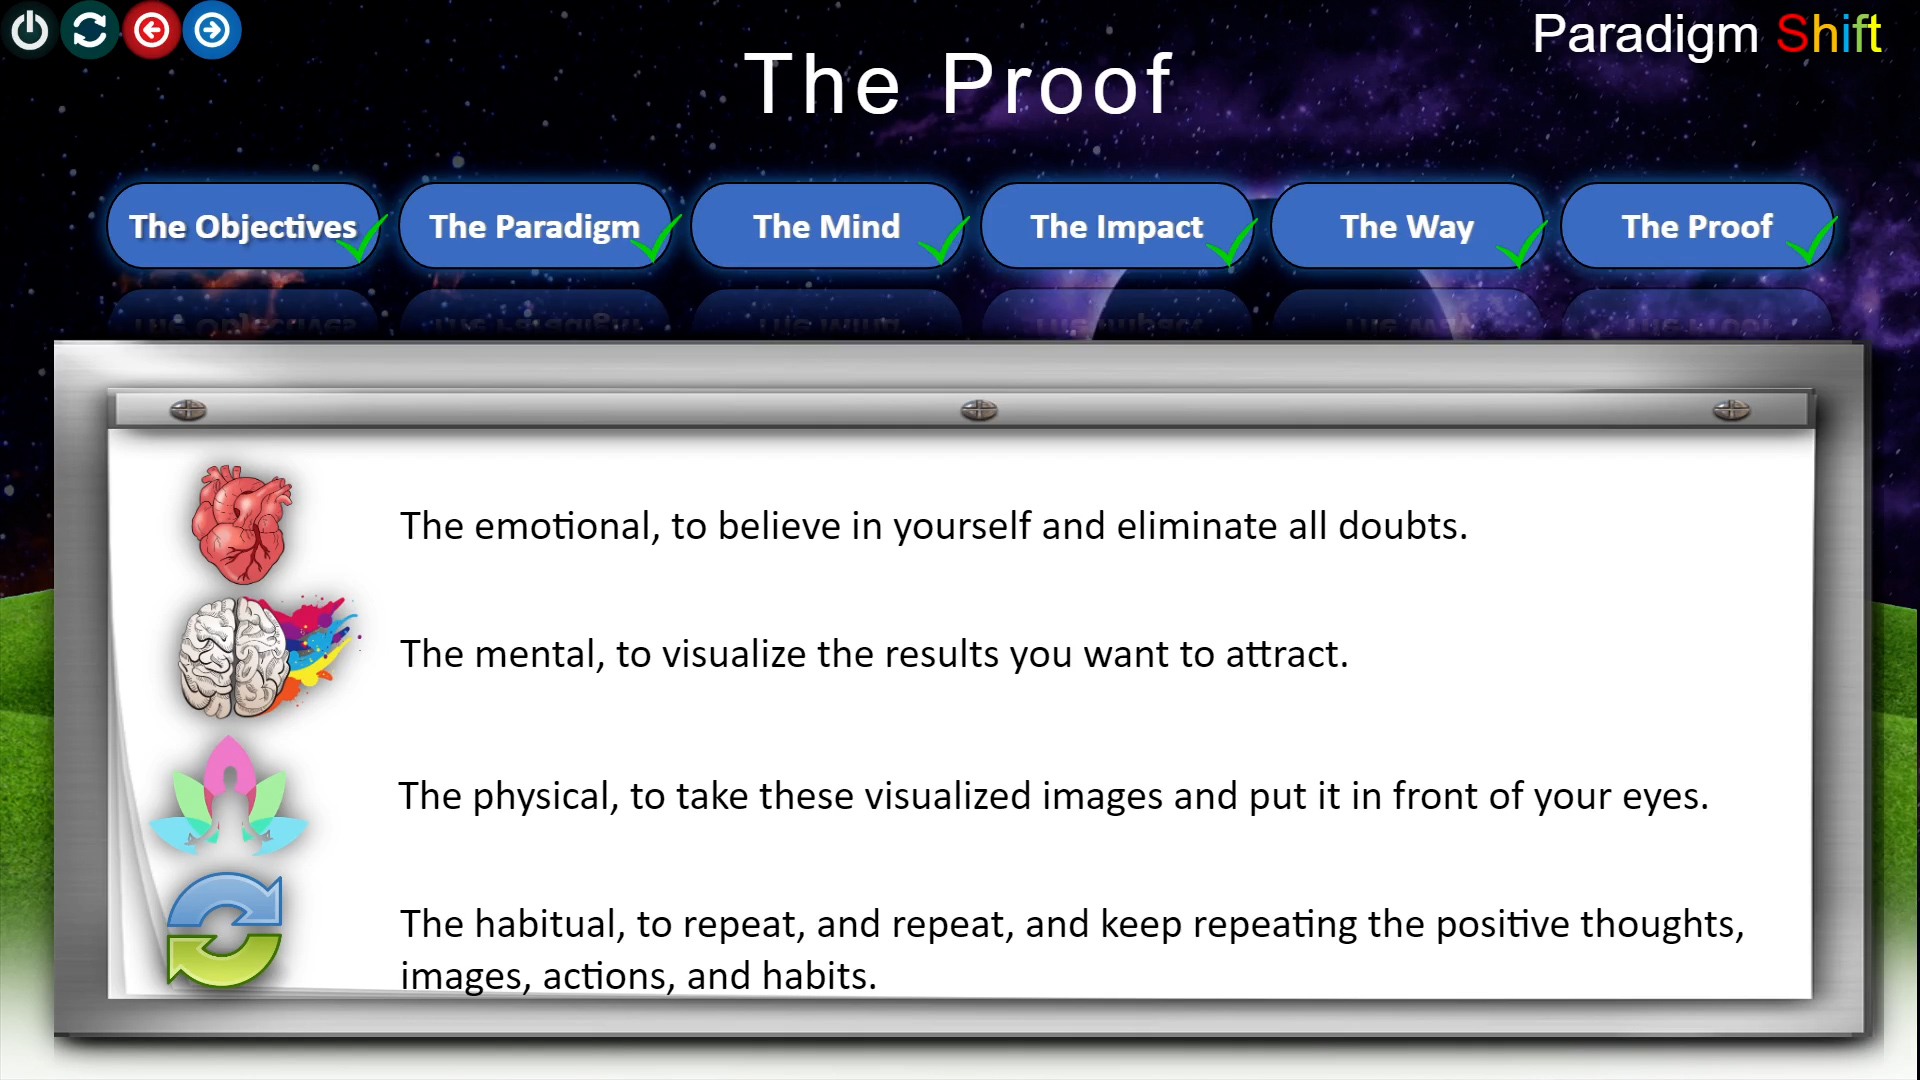 Paradigm Shift
The Proof
The Objectives
The Paradigm
The Mind
The Impact
The Way
The Proof
The emotional, to believe in yourself and eliminate all doubts.
The mental, to visualize the results you want to attract.
The physical, to take these visualized images and put it in front of your eyes.
The habitual, to repeat, and repeat, and keep repeating the positive thoughts,
images, actions, and habits.